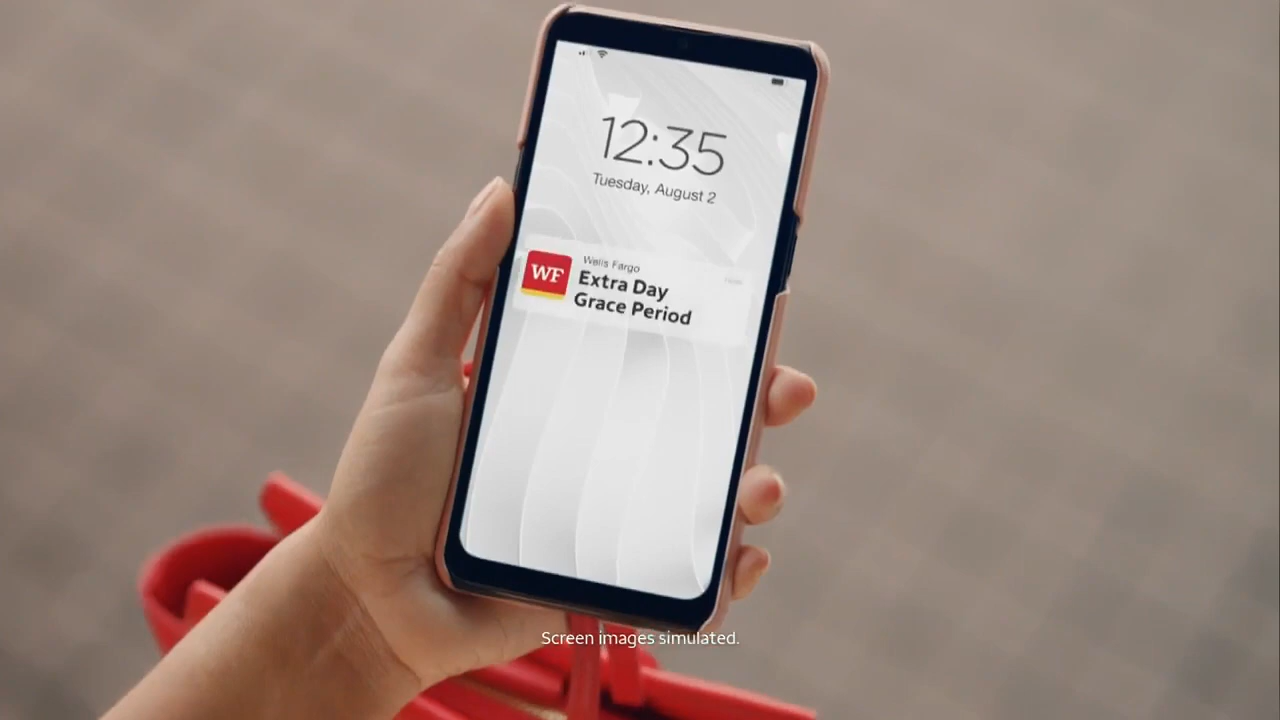 12:35
Tuesday, August 2
Wells Fargo
WF
Extra Day
Grace Period
Screen images simulated.